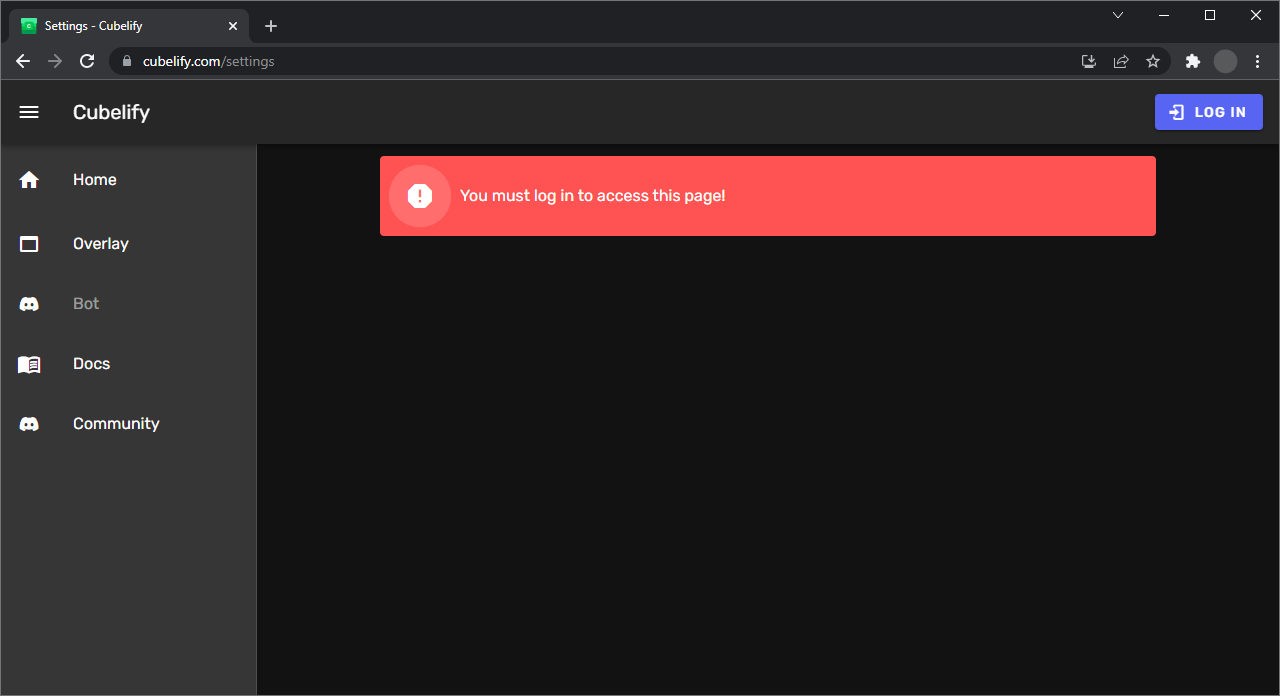 Settings - Cubelify
cubelify.com/settings
Cubelify
LOG IN
Home
You must log in to access this page!
Overlay
Bot
Docs
Community